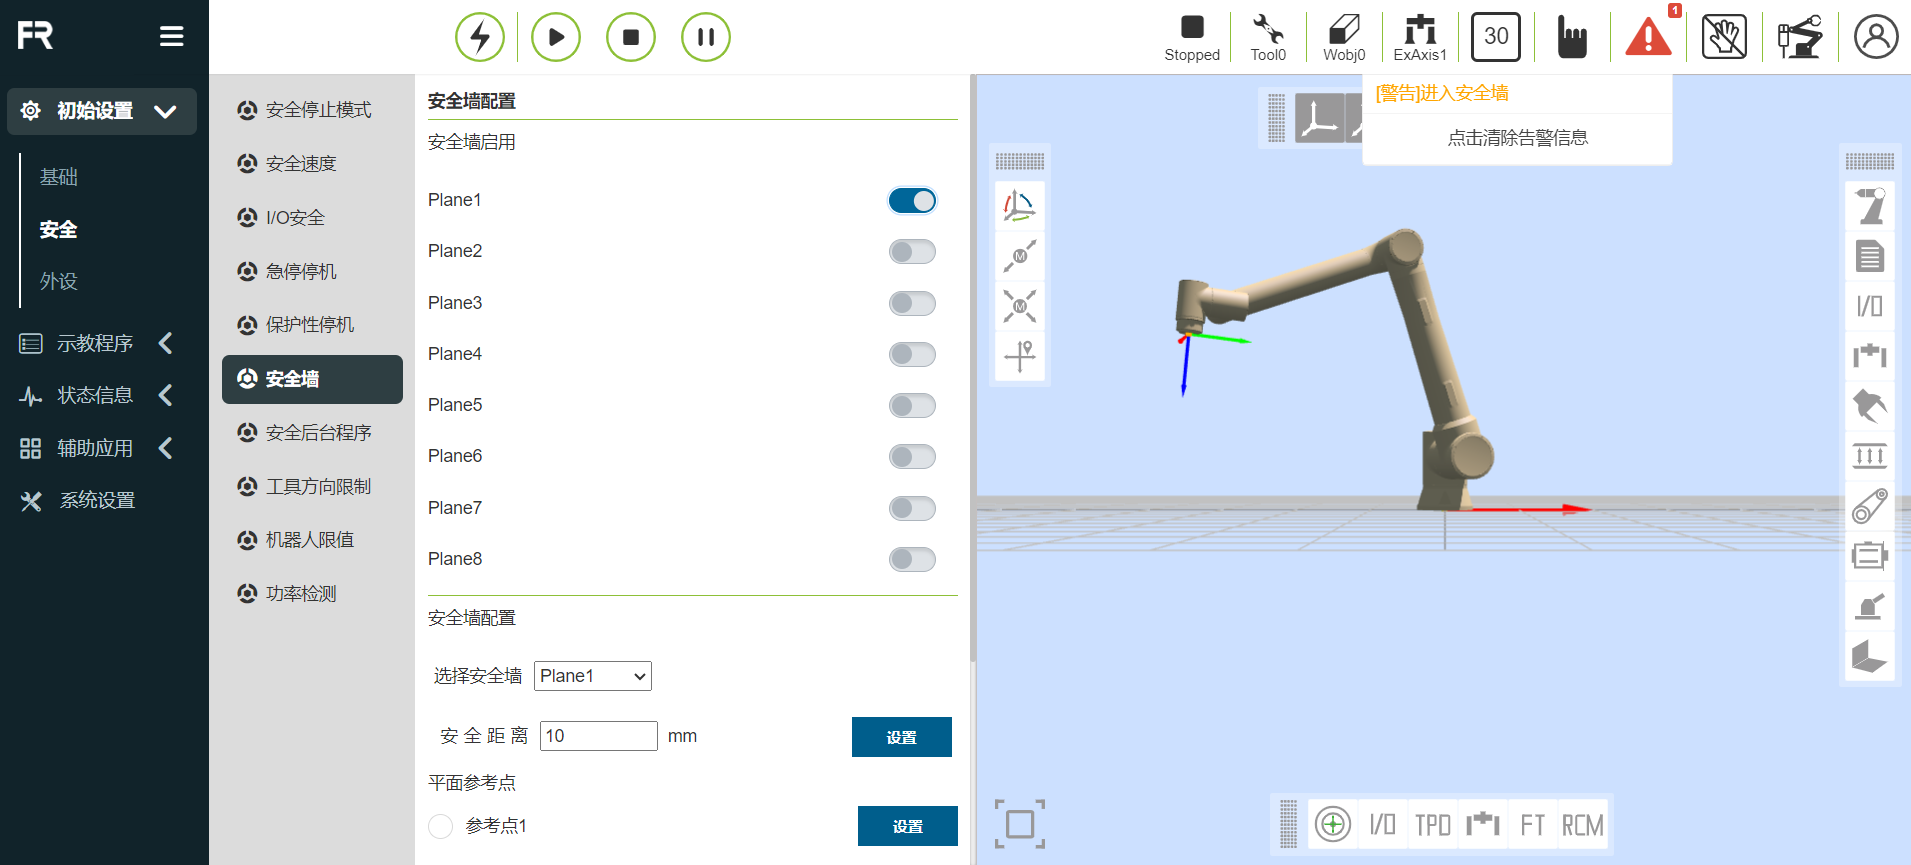 FR
Stopped
Tool0
Wobj0
ExAxis1
30
1
初始设置
基础
安全
外设
示教程序
状态信息
辅助应用
系统设置
安全停止模式
安全速度
I/O安全
急停停机
保护性停机
安全墙
安全后台程序
工具方向限制
机器人限值
功率检测
安全墙配置
安全墙启用
Plane1
Plane2
Plane3
Plane4
Plane5
Plane6
Plane7
Plane8
安全墙配置
选择安全墙 Plane1
安全距离 10 mm 设置
平面参考点
参考点1 设置
[警告]进入安全墙
点击清除告警信息
M
M
I/O
I/O TPD FT RCM